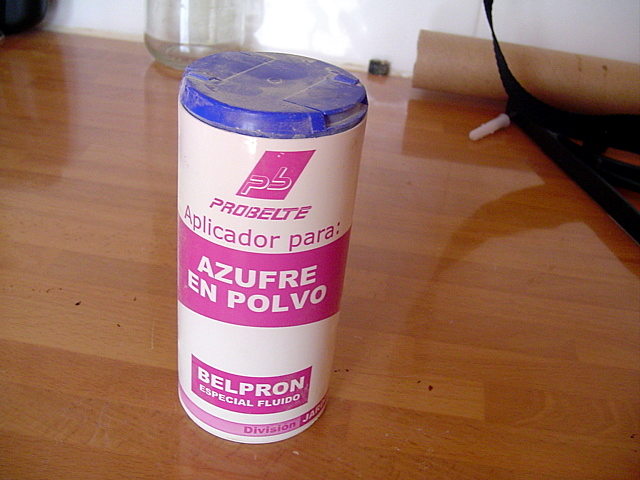 pb
PROBELTE
Aplicador para:
AZUFRE
EN POLVO
BELPRON
ESPECIAL FLUIDO
División